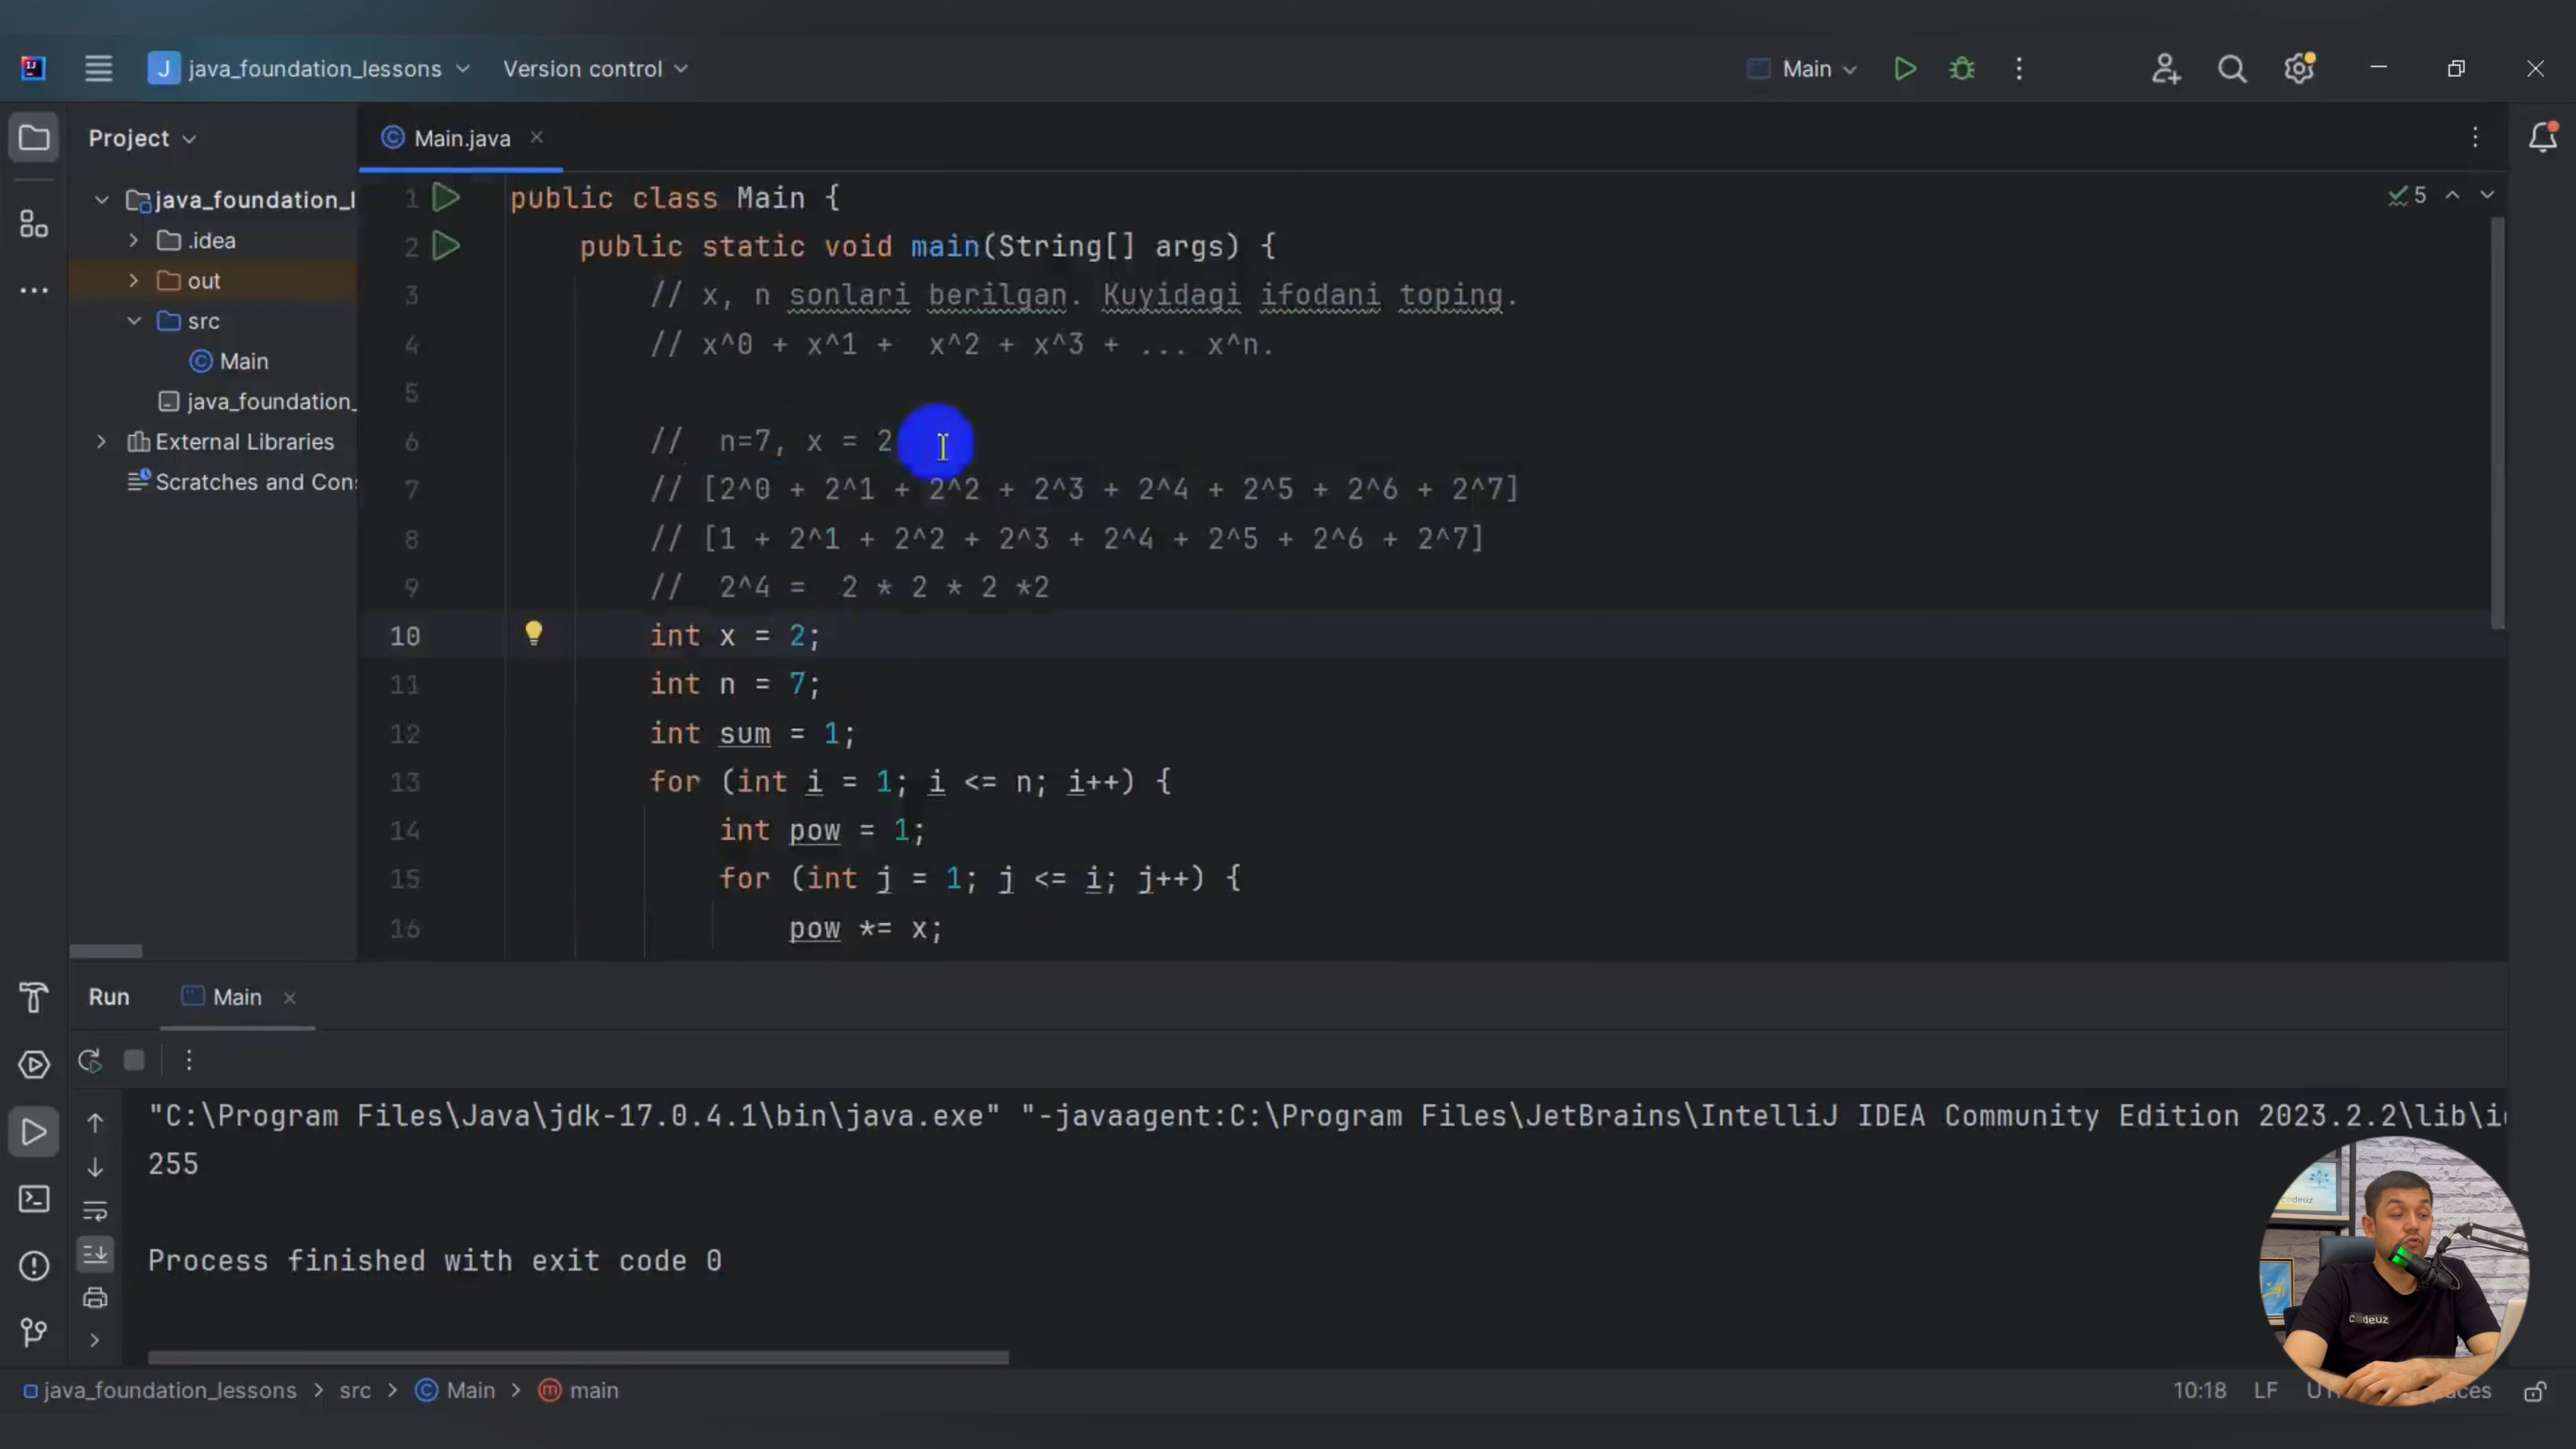 java_foundation_lessons
Version control
Main
Project
Main.java
java_foundation_l
.idea
out
src
Main
java_foundation_
External Libraries
Scratches and Con
5
1 public class Main {
2 public static void main(String[] args) {
3 // x, n sonlari berilgan. Kuyidagi ifodani toping.
4 // x^0 + x^1 +  x^2 + x^3 + ... x^n.
5
6 //  n=7, x = 2
7 // [2^0 + 2^1 + 2^2 + 2^3 + 2^4 + 2^5 + 2^6 + 2^7]
8 // [1 + 2^1 + 2^2 + 2^3 + 2^4 + 2^5 + 2^6 + 2^7]
9 //  2^4 =  2 * 2 * 2 *2
10 int x = 2;
11 int n = 7;
12 int sum = 1;
13 for (int i = 1; i <= n; i++) {
14 int pow = 1;
15 for (int j = 1; j <= i; j++) {
16 pow *= x;
Run Main
"C:\Program Files\Java\jdk-17.0.4.1\bin\java.exe" "-javaagent:C:\Program Files\JetBrains\IntelliJ IDEA Community Edition 2023.2.2\lib\i
255
Process finished with exit code 0
java_foundation_lessons > src > Main > main
10:18 LF